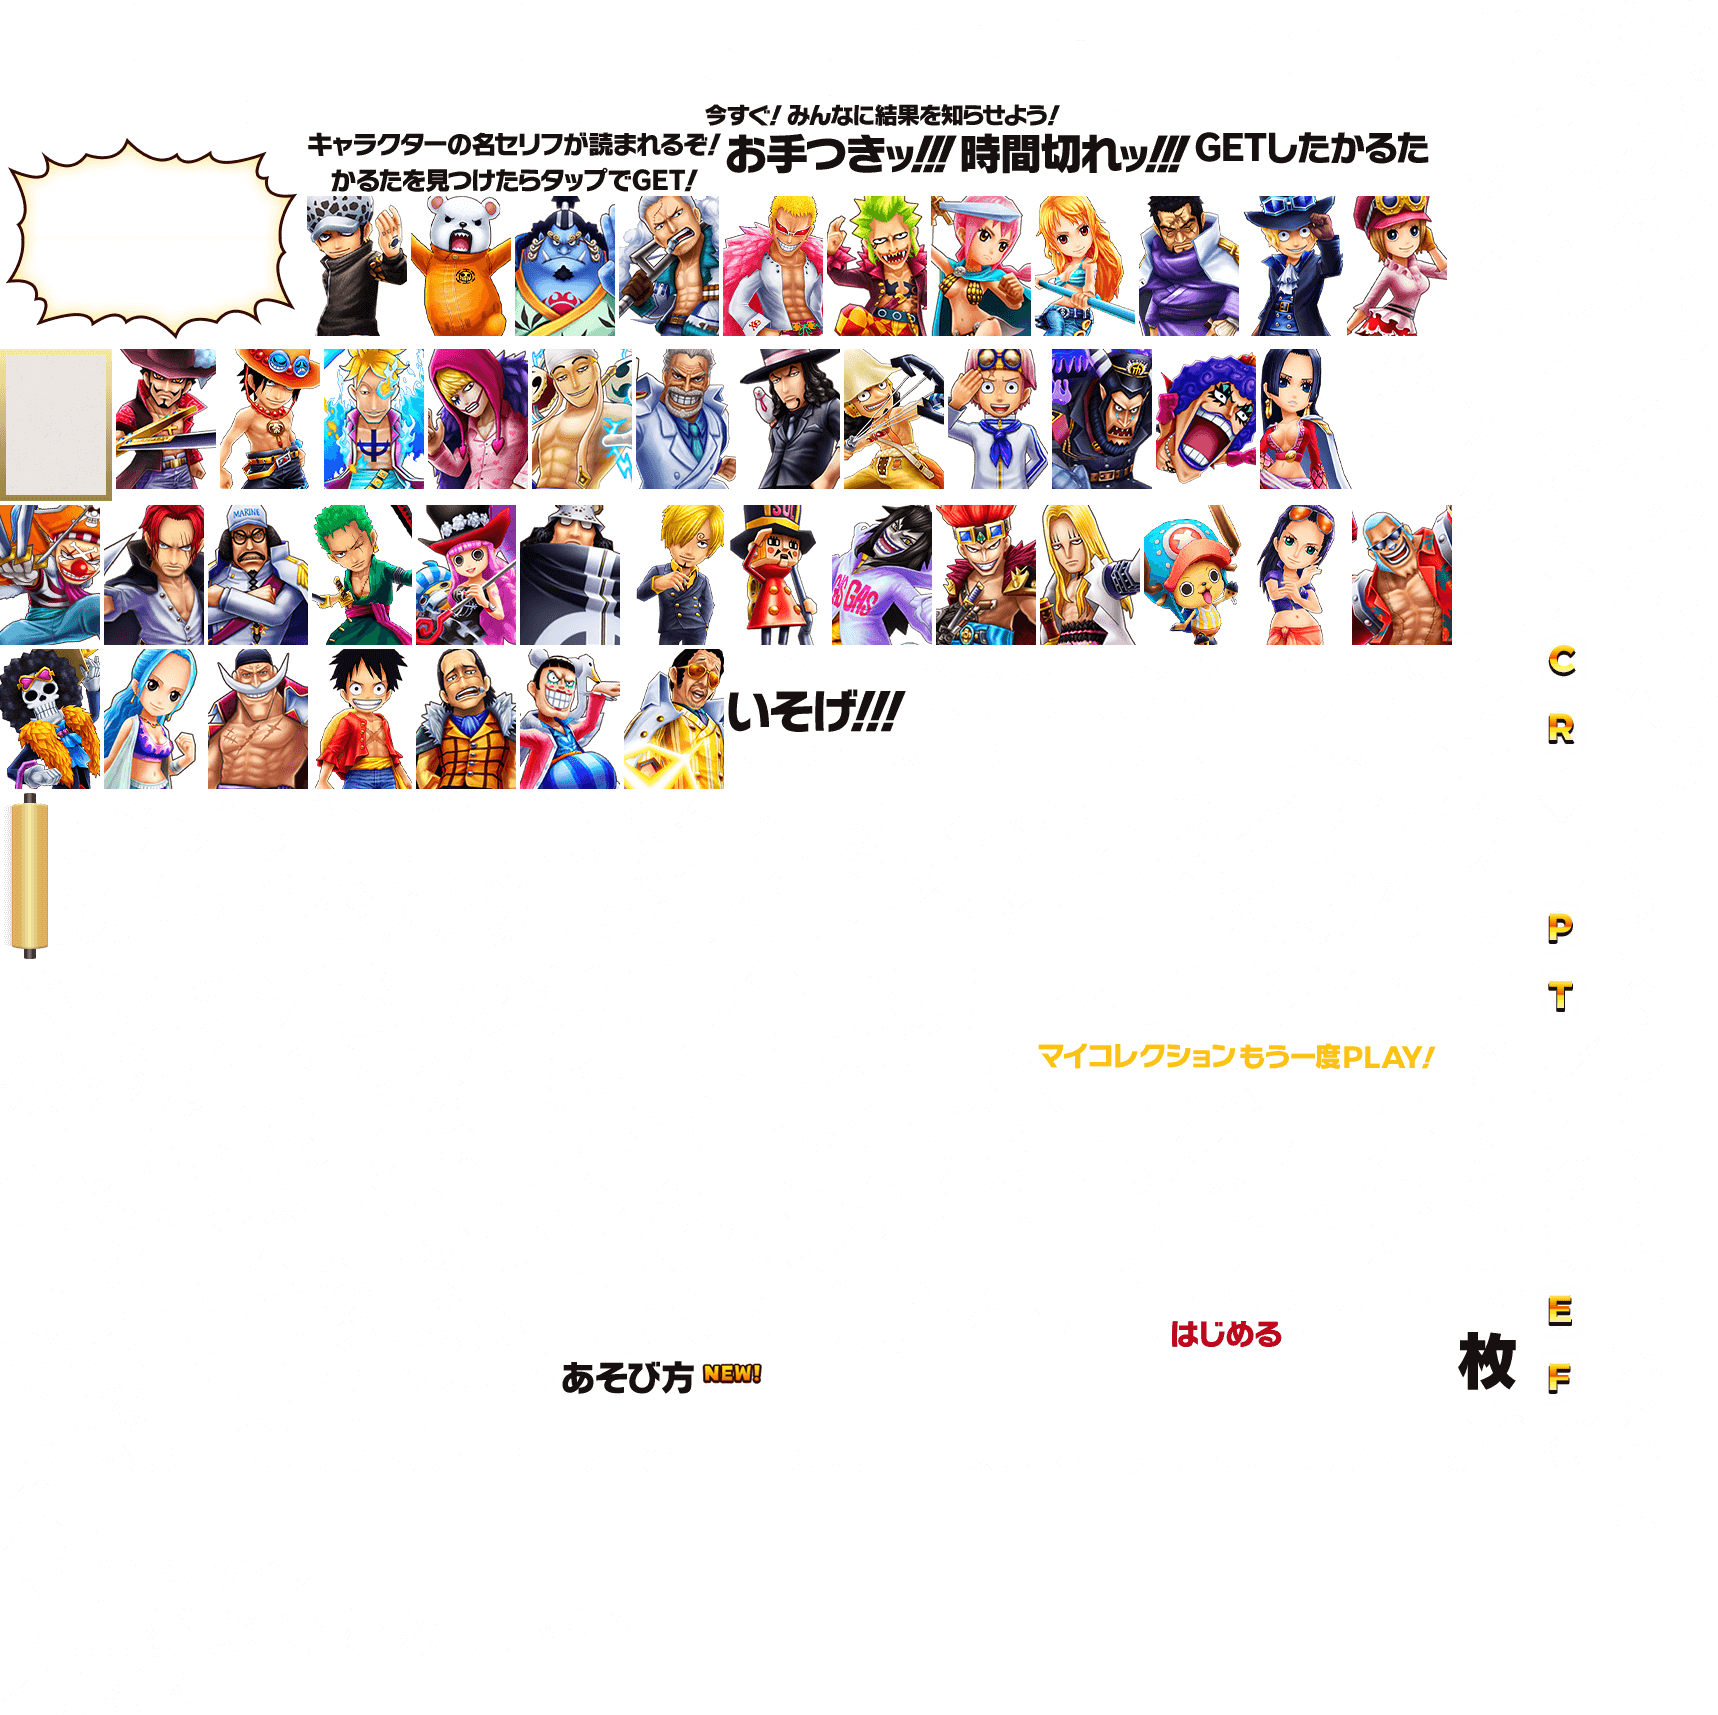 今すぐ！みんなに結果を知らせよう！
キャラクターの名セリフが読まれるぞ！
かるたを見つけたらタップでGET！
お手つきッ!!!
時間切れッ!!!
GETしたかるた
MARINE
GAS
いそげ!!!
C
R
P
T
マイコレクション
もう一度PLAY！
E
F
はじめる
枚
あそび方
NEW!